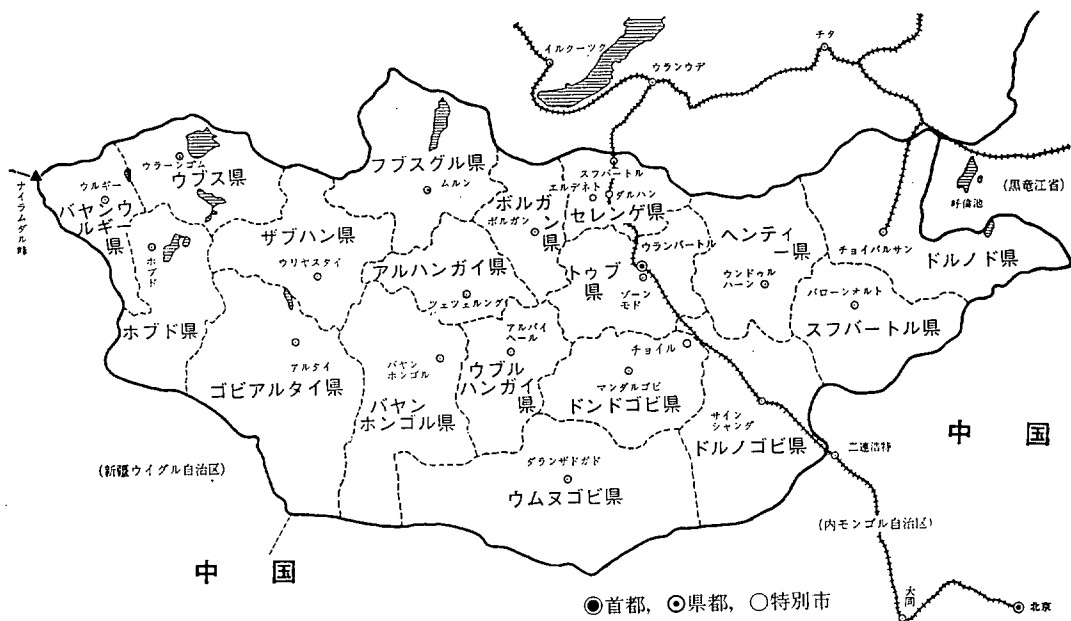 イルクーツク
チタ
ウランウデ
ナイラムダル峰
ウラーンゴム
ウブス県
ウルギー
バヤンウ
ルギー
県
ホブド
ホブド県
フブスグル県
ムルン
ザブハン県
ウリヤスタイ
ボルガ
ン県
ボルガン
スフバートル
エルデネト
ダルハン
セレンゲ県
アルハンガイ県
ツェツェルレング
ウランバートル
トゥブ
県
ゾーン
モド
ヘンティ
ー県
ウンドゥル
ハーン
チョイバルサン
ドルノド県
(黒竜江省)
呼倫池
バローンナルト
スフバートル県
アルタイ
ゴビアルタイ県
バヤン
ホンゴル
バヤン
ホンゴル県
アルバイ
ヘール
ウブル
ハンガイ
県
チョイル
マンダルゴビ
ドンドゴビ県
サイン
シャンダ
ドルノゴビ県
ダランザドガド
ウムヌゴビ県
二連浩特
(新疆ウイグル自治区)
中国
中国
(内モンゴル自治区)
大同
北京
◉首都, ⦿県都, ○特別市